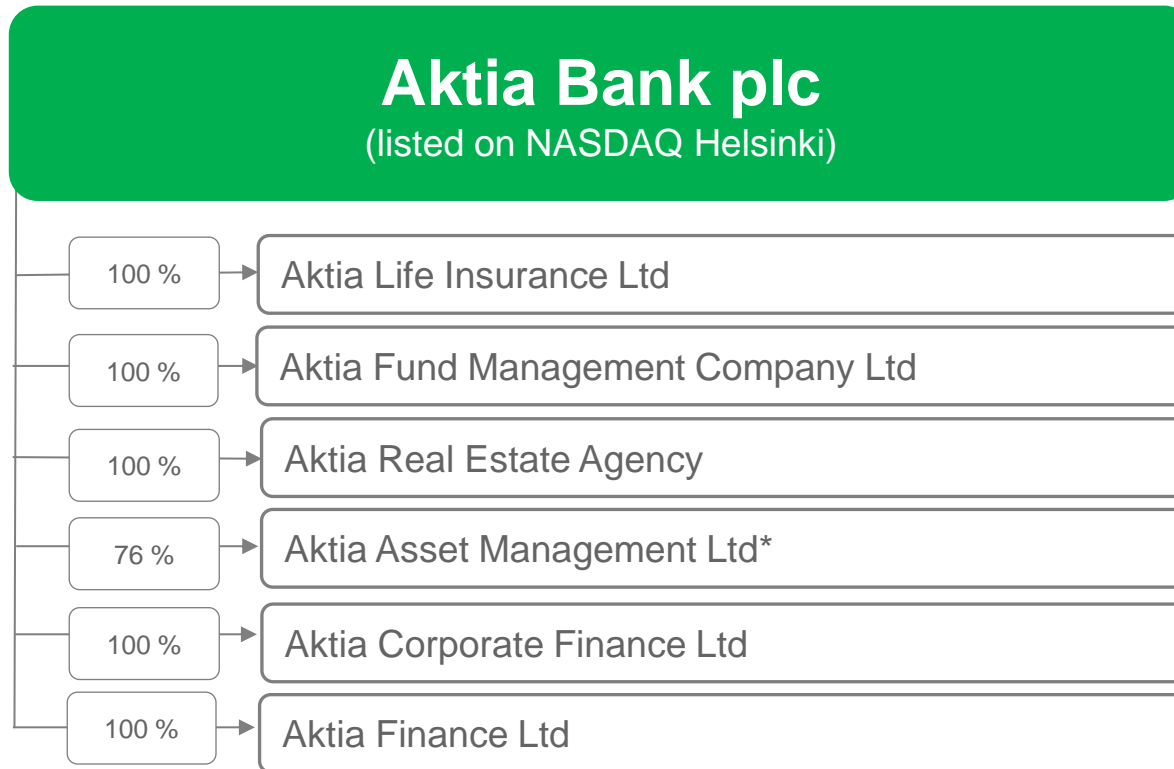 Aktia Bank plc
(listed on NASDAQ Helsinki)
100 % Aktia Life Insurance Ltd
100 % Aktia Fund Management Company Ltd
100 % Aktia Real Estate Agency
76 % Aktia Asset Management Ltd*
100 % Aktia Corporate Finance Ltd
100 % Aktia Finance Ltd